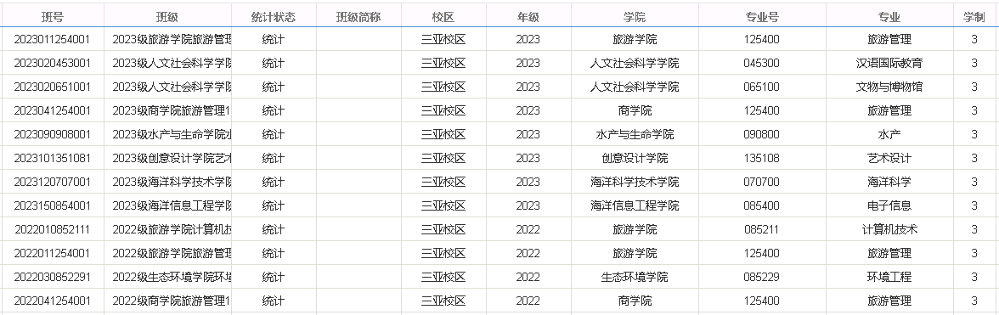 班号 班级 统计状态 班级简称 校区 年级 学院 专业号 专业 学制
2023011254001 2023级旅游学院旅游管理 统计 三亚校区 2023 旅游学院 125400 旅游管理 3
2023020453001 2023级人文社会科学学院 统计 三亚校区 2023 人文社会科学学院 045300 汉语国际教育 3
2023020651001 2023级人文社会科学学院 统计 三亚校区 2023 人文社会科学学院 065100 文物与博物馆 3
2023041254001 2023级商学院旅游管理1 统计 三亚校区 2023 商学院 125400 旅游管理 3
2023090908001 2023级水产与生命学院水 统计 三亚校区 2023 水产与生命学院 090800 水产 3
2023101351081 2023级创意设计学院艺术 统计 三亚校区 2023 创意设计学院 135108 艺术设计 3
2023120707001 2023级海洋科学技术学院 统计 三亚校区 2023 海洋科学技术学院 070700 海洋科学 3
2023150854001 2023级海洋信息工程学院 统计 三亚校区 2023 海洋信息工程学院 085400 电子信息 3
2022010852111 2022级旅游学院计算机技 统计 三亚校区 2022 旅游学院 085211 计算机技术 3
2022011254001 2022级旅游学院旅游管理 统计 三亚校区 2022 旅游学院 125400 旅游管理 3
2022030852291 2022级生态环境学院环境 统计 三亚校区 2022 生态环境学院 085229 环境工程 3
2022041254001 2022级商学院旅游管理1 统计 三亚校区 2022 商学院 125400 旅游管理 3